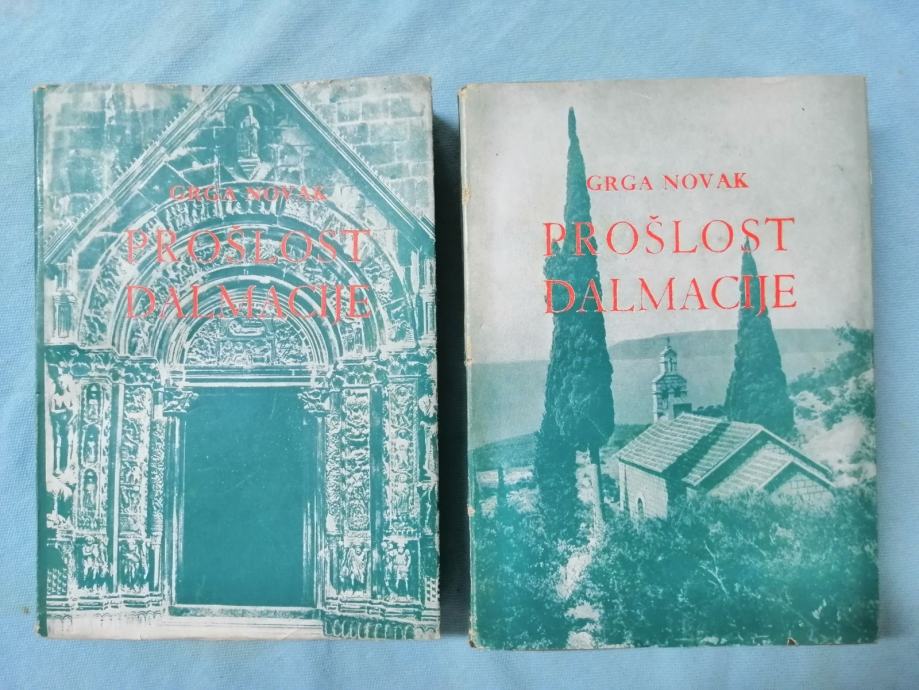 GRGA NOVAK
PROŠLOST
DALMACIJE
GRGA NOVAK
PROŠLOST
DALMACIJE